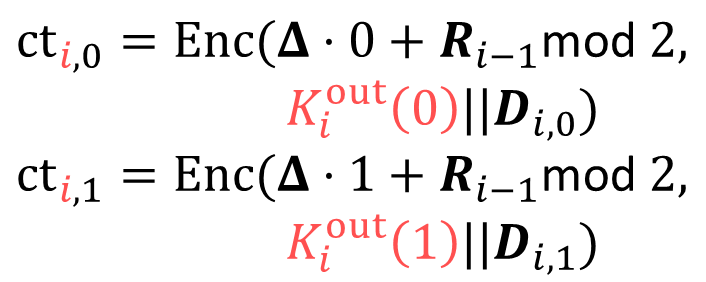 ct_{i,0} = Enc(Δ · 0 + R_{i−1} mod 2,
K_i^{out}(0)||D_{i,0})
ct_{i,1} = Enc(Δ · 1 + R_{i−1} mod 2,
K_i^{out}(1)||D_{i,1})